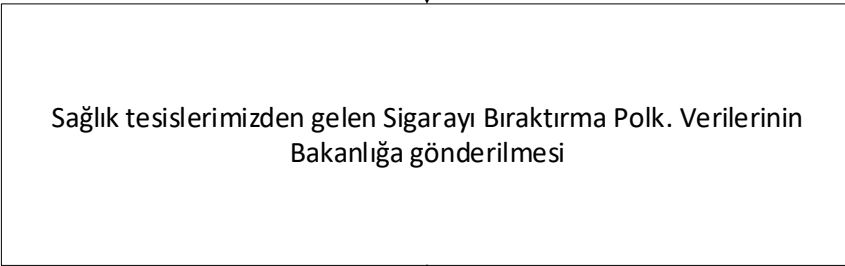 Sağlık tesislerimizden gelen Sigarayı Bıraktırma Polk. Verilerinin
Bakanlığa gönderilmesi